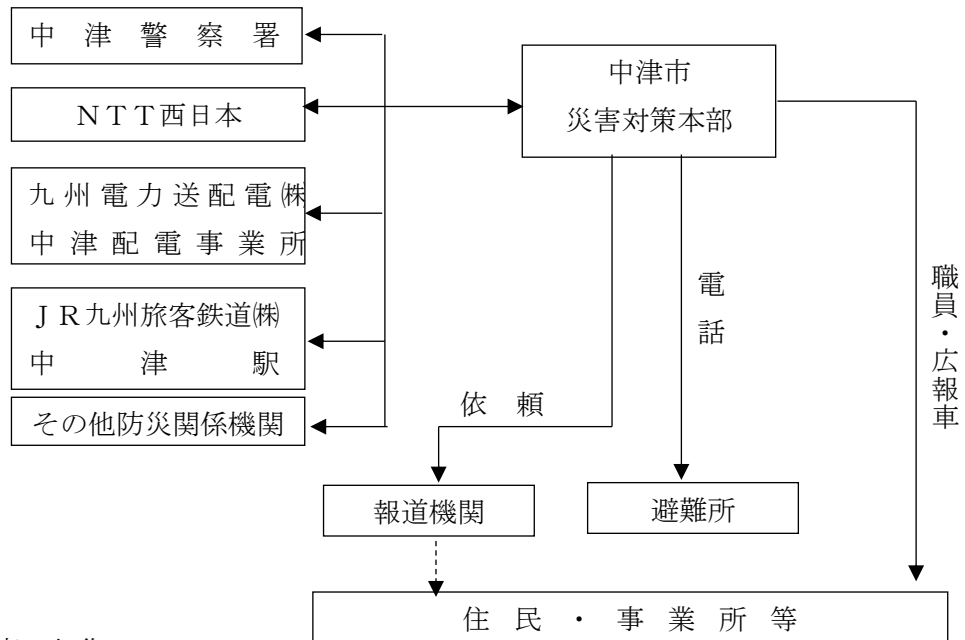 中津警察署
ＮＴＴ西日本
九州電力送配電㈱
中津配電事業所
ＪＲ九州旅客鉄道㈱
中津駅
その他防災関係機関
中津市
災害対策本部
電話
職員・広報車
依頼
報道機関
避難所
住民・事業所等